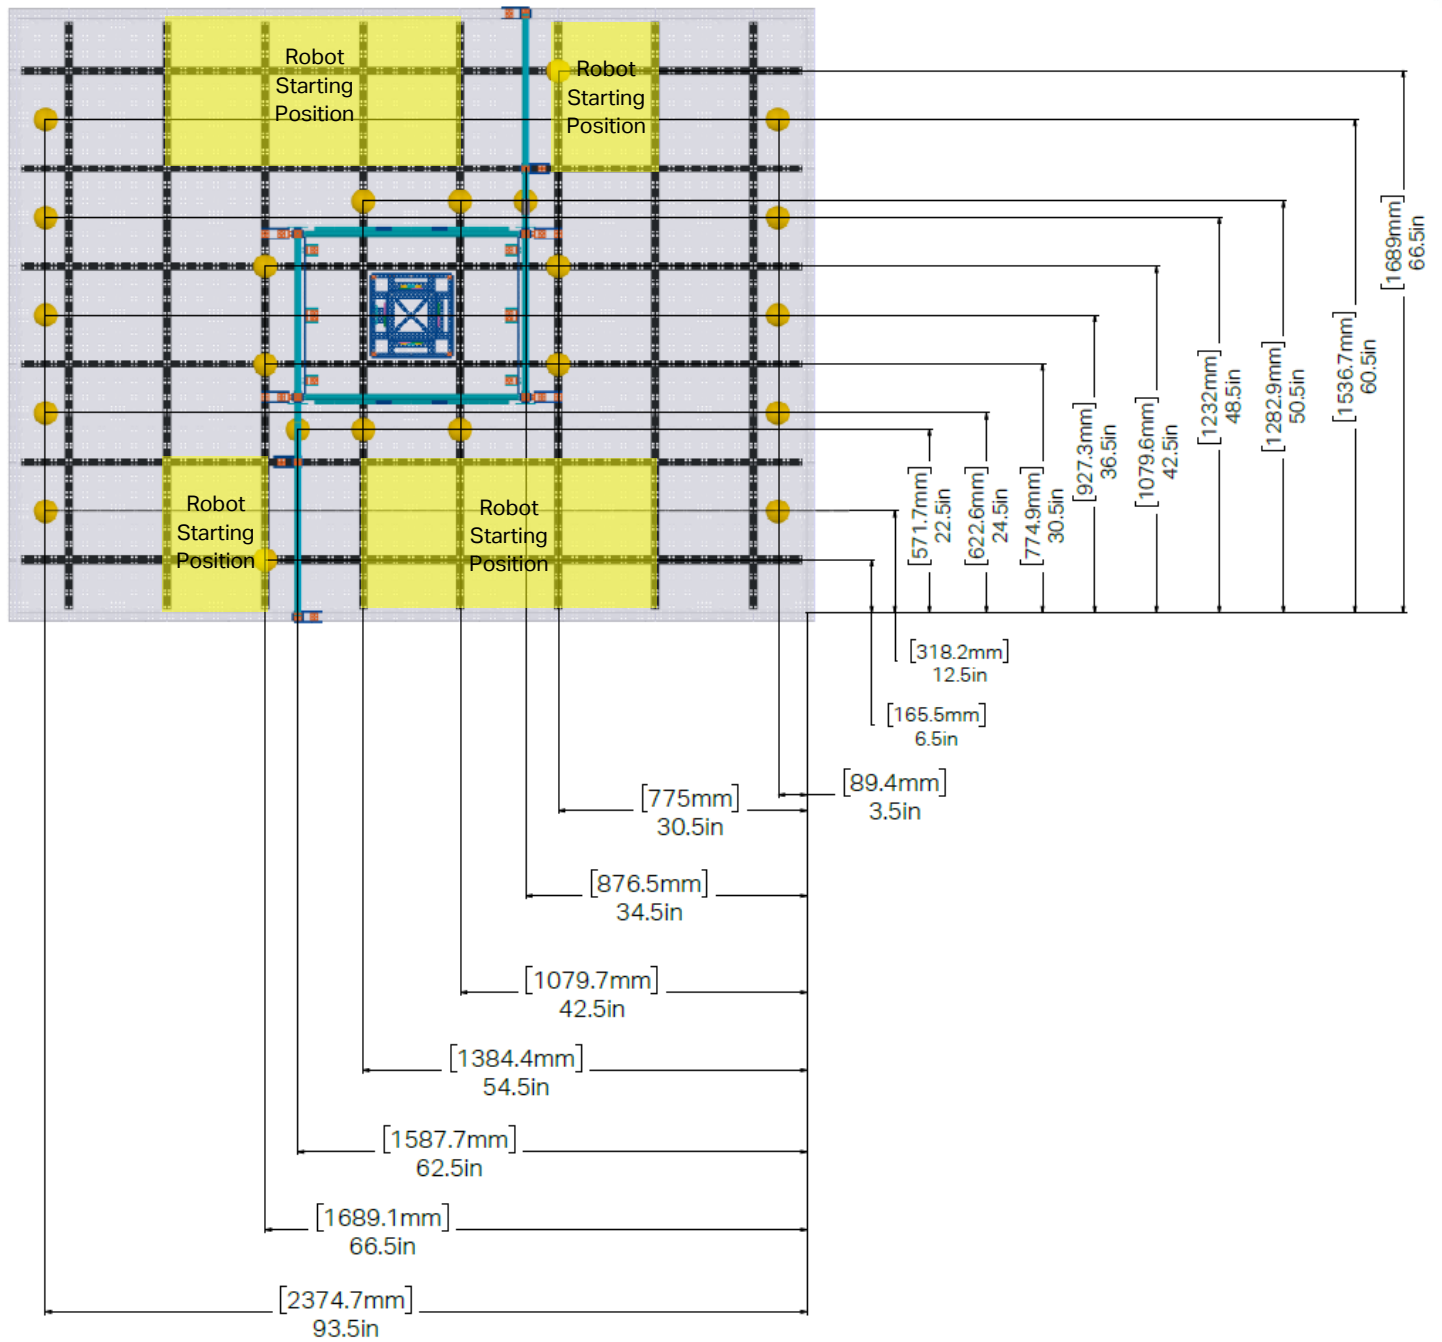 Robot
Starting
Position
Robot
Starting
Position
Robot
Starting
Position
Robot
Starting
Position
[1689mm]
66.5in
[1536.7mm]
60.5in
[1282.9mm]
50.5in
[1232mm]
48.5in
[1079.6mm]
42.5in
[927.3mm]
36.5in
[774.9mm]
30.5in
[622.6mm]
24.5in
[571.7mm]
22.5in
[318.2mm]
12.5in
[165.5mm]
6.5in
[89.4mm]
3.5in
[775mm]
30.5in
[876.5mm]
34.5in
[1079.7mm]
42.5in
[1384.4mm]
54.5in
[1587.7mm]
62.5in
[1689.1mm]
66.5in
[2374.7mm]
93.5in